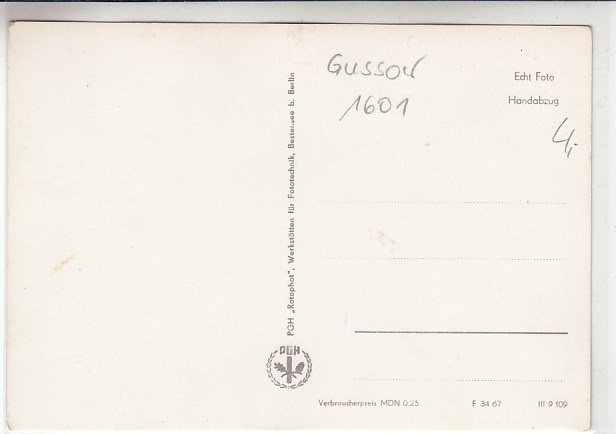 GUSSOW
1601
Echt Foto
Handabzug
4,-
PGH „Rotophot", Werkstätten für Fototechnik, Bestensee b. Berlin
PGH
Verbraucherpreis MDN 0,25 F 34 67 III 9 109